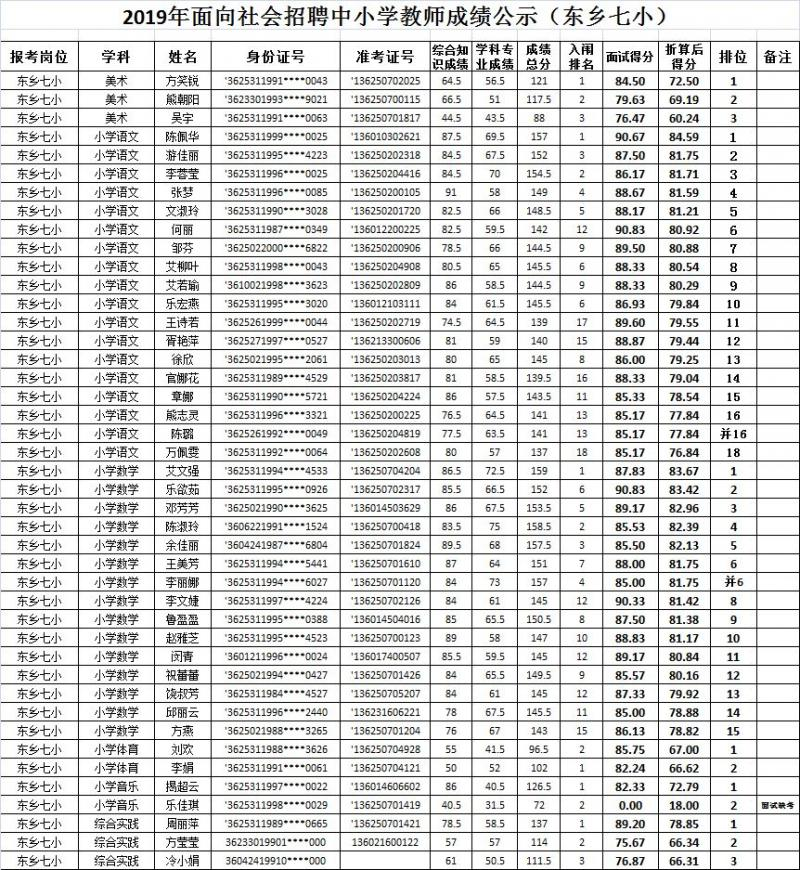 2019年面向社会招聘中小学教师成绩公示（东乡七小）
报考岗位 学科 姓名 身份证号 准考证号 综合知识成绩 学科专业成绩 成绩总分 入闱排名 面试得分 折算后得分 排位 备注
东乡七小 美术 方笑锐 '3625311991****0043 '136250702025 64.5 56.5 121 1 84.50 72.50 1
东乡七小 美术 熊朝阳 '3623301993****9021 '136250700115 66.5 51 117.5 2 79.63 69.19 2
东乡七小 美术 吴宇 '3625311991****0063 '136250701817 44.5 43.5 88 3 76.47 60.24 3
东乡七小 小学语文 陈佩华 '3625311999****0025 '136010302621 87.5 69.5 157 1 90.67 84.59 1
东乡七小 小学语文 游佳丽 '3625311995****4223 '136250202318 84.5 67.5 152 3 87.50 81.75 2
东乡七小 小学语文 李蓉莹 '3625311996****0025 '136250204416 84.5 70 154.5 2 86.17 81.71 3
东乡七小 小学语文 张梦 '3625311996****0085 '136250200105 91 58 149 4 88.67 81.59 4
东乡七小 小学语文 文淑玲 '3625311990****3028 '136250201720 82.5 66 148.5 5 88.17 81.21 5
东乡七小 小学语文 何丽 '3625311987****0349 '136012200225 82.5 59.5 142 12 90.83 80.92 6
东乡七小 小学语文 邹芬 '3625022000****6822 '136250200906 78.5 66 144.5 9 89.50 80.88 7
东乡七小 小学语文 艾柳叶 '3625311998****0043 '136250204908 80.5 65 145.5 6 88.33 80.54 8
东乡七小 小学语文 艾若瑜 '3610021998****3623 '136250202809 86 58.5 144.5 9 88.33 80.29 9
东乡七小 小学语文 乐宏燕 '3625311995****3020 '136012103111 84 61.5 145.5 6 86.93 79.84 10
东乡七小 小学语文 王诗若 '3625261999****0044 '136250202719 74.5 64.5 139 17 89.60 79.55 11
东乡七小 小学语文 胥艳萍 '3625271997****0527 '136213300606 81 59 140 15 88.87 79.44 12
东乡七小 小学语文 徐欣 '3625021995****2061 '136250203013 80 65 145 8 86.00 79.25 13
东乡七小 小学语文 官娜花 '3625311989****4529 '136250203817 81 58.5 139.5 16 88.33 79.04 14
东乡七小 小学语文 章娜 '3625311990****5721 '136250204224 86 57.5 143.5 11 85.33 78.54 15
东乡七小 小学语文 熊志灵 '3625311996****3321 '136250200225 76.5 64.5 141 13 85.17 77.84 16
东乡七小 小学语文 陈璐 '3625261992****0049 '136250204819 77.5 63.5 141 13 85.17 77.84 并16
东乡七小 小学语文 万佩雯 '3625311992****0064 '136250202608 80 57 137 18 85.17 76.84 18
东乡七小 小学数学 艾文强 '3625311994****4533 '136250704204 86.5 72.5 159 1 87.83 83.67 1
东乡七小 小学数学 乐欲茹 '3625311995****0926 '136250702317 85.5 66.5 152 6 90.83 83.42 2
东乡七小 小学数学 邓芳芳 '3625021990****3625 '136014503629 86 67.5 153.5 5 89.17 82.96 3
东乡七小 小学数学 陈淑玲 '3606221991****1524 '136250700418 83.5 75 158.5 2 85.53 82.39 4
东乡七小 小学数学 余佳丽 '3604241987****6804 '136250701824 89.5 68 157.5 3 85.50 82.13 5
东乡七小 小学数学 王美芳 '3625311994****5441 '136250701610 87 64 151 7 88.00 81.75 6
东乡七小 小学数学 李丽娜 '3625311994****6027 '136250701120 84 73 157 4 85.00 81.75 并6
东乡七小 小学数学 李文婕 '3625311997****4224 '136250702126 84 61 145 12 90.33 81.42 8
东乡七小 小学数学 鲁盈盈 '3625311995****0388 '136014504016 85 65.5 150.5 8 87.50 81.38 9
东乡七小 小学数学 赵雅芝 '3625311995****4523 '136250700123 89 58 147 10 88.83 81.17 10
东乡七小 小学数学 闵青 '3601211996****0024 '136017400507 85.5 59.5 145 12 89.17 80.84 11
东乡七小 小学数学 祝蕾蕾 '3625021994****0427 '136250701426 84 65.5 149.5 9 85.57 80.16 12
东乡七小 小学数学 饶淑芳 '3625311984****4527 '136250705207 84 61 145 12 87.33 79.92 13
东乡七小 小学数学 邱丽云 '3625311996****2440 '136231606221 78 67.5 145.5 11 85.00 78.88 14
东乡七小 小学数学 方燕 '3625021988****3265 '136250701204 76 67 143 15 86.13 78.82 15
东乡七小 小学体育 刘欢 '3625311988****3626 '136250704928 55 41.5 96.5 2 85.75 67.00 1
东乡七小 小学体育 李娟 '3625311991****0061 '136250704121 50 52 102 1 82.24 66.62 2
东乡七小 小学音乐 揭超云 '3625311997****0022 '136014606602 86 40.5 126.5 1 82.33 72.79 1
东乡七小 小学音乐 乐佳琪 '3625311998****0029 '136250701419 40.5 31.5 72 2 0.00 18.00 2 面试缺考
东乡七小 综合实践 周丽萍 '3625311989****0665 '136250701421 78.5 58.5 137 1 89.20 78.85 1
东乡七小 综合实践 方莹莹 36233019901****000 136021600122 57 57 114 2 75.67 66.34 2
东乡七小 综合实践 冷小娟 36042419910****000 61 50.5 111.5 3 76.87 66.31 3